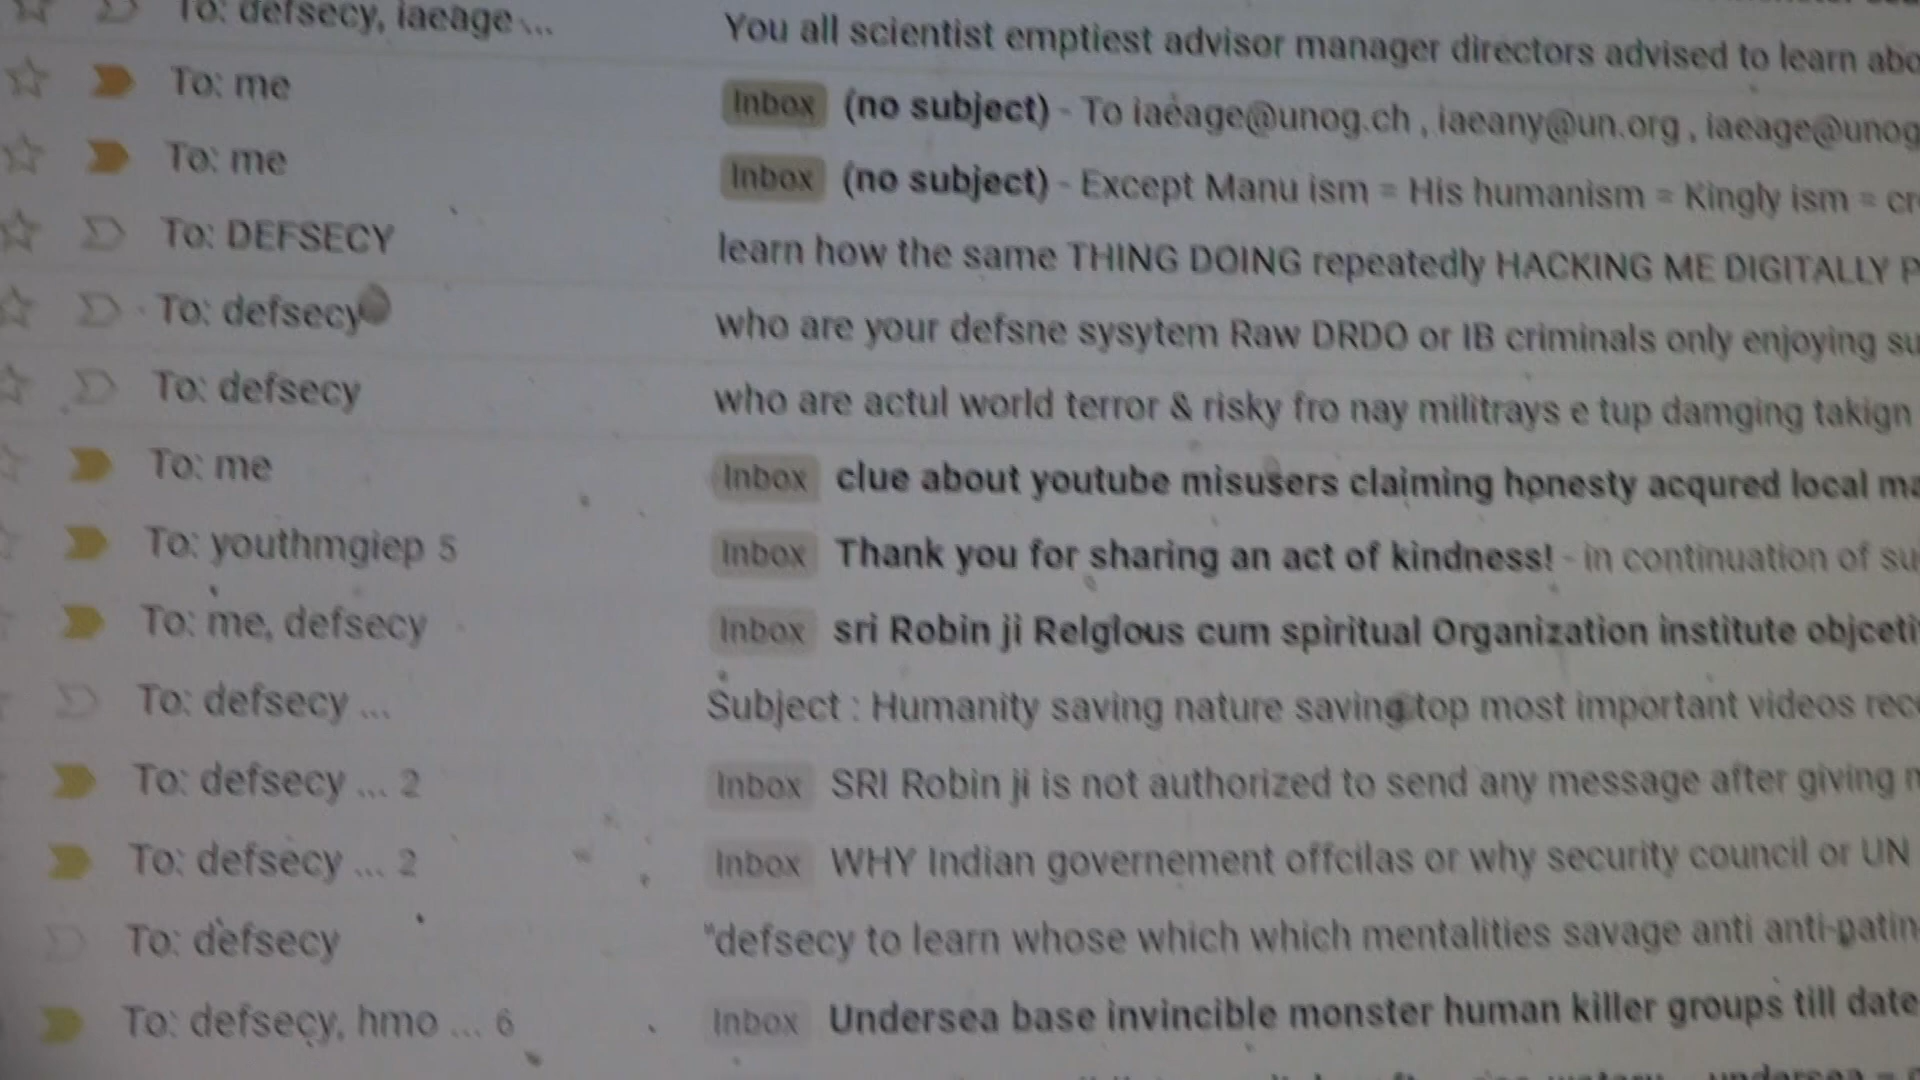 To: defsecy, iaeage ... You all scientist emptiest advisor manager directors advised to learn
To: me Inbox (no subject) - To iaeage@unog.ch , iaeany@un.org , iaeage@unog
To: me Inbox (no subject) - Except Manu ism = His humanism = Kingly ism =
To: DEFSECY learn how the same THING DOING repeatedly HACKING ME DIGITALLY
To: defsecy who are your defsne sysytem Raw DRDO or IB criminals only enjoying
To: defsecy who are actul world terror & risky fro nay militrays e tup damging takign
To: me Inbox clue about youtube misusers claiming honesty acqured local
To: youthmgiep 5 Inbox Thank you for sharing an act of kindness! - in continuation of
To: me, defsecy Inbox sri Robin ji Relgious cum spiritual Organization institute
To: defsecy ... Subject : Humanity saving nature saving top most important videos
To: defsecy ... 2 Inbox SRI Robin ji is not authorized to send any message after giving
To: defsecy ... 2 Inbox WHY Indian governement offcilas or why security council or UN
To: defsecy "defsecy to learn whose which which mentalities savage anti
To: defsecy, hmo ... 6 Inbox Undersea base invincible monster human killer groups till date